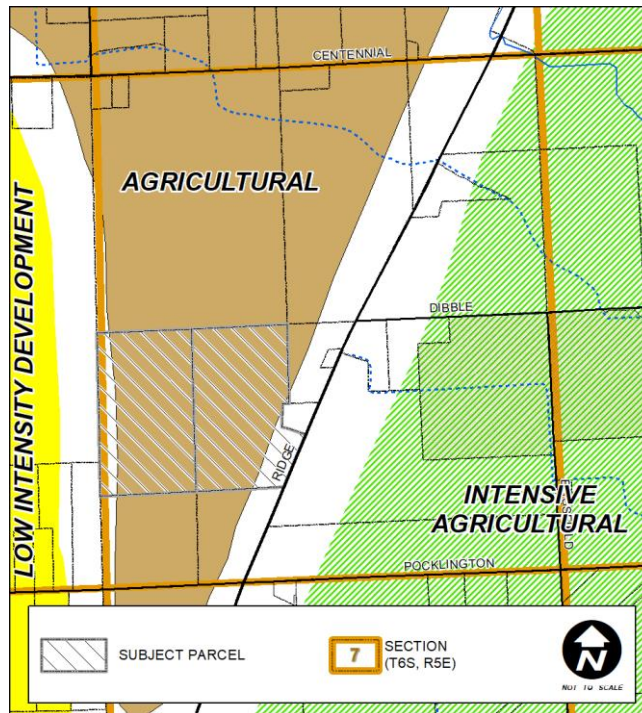 CENTENNIAL
AGRICULTURAL
LOW INTENSITY DEVELOPMENT
DIBBLE
RIDGE
INTENSIVE
AGRICULTURAL
POCKLINGTON
SUBJECT PARCEL
7
SECTION
(T6S, R5E)
N
NOT TO SCALE